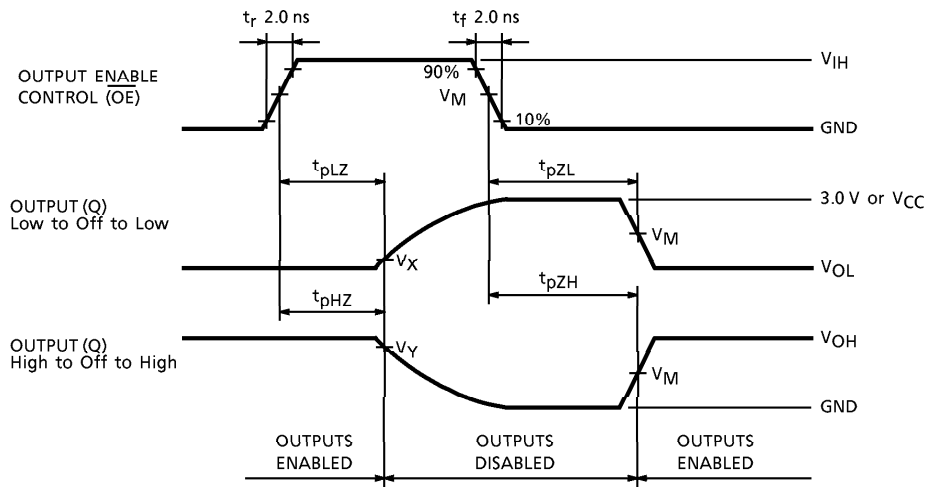 tr 2.0 ns
tf 2.0 ns
OUTPUT ENABLE
CONTROL (O̅E̅)
90%
VM
10%
VIH
GND
tpLZ
tpZL
OUTPUT (Q)
Low to Off to Low
3.0 V or VCC
VM
VX
VOL
tpHZ
tpZH
OUTPUT (Q)
High to Off to High
VY
VOH
VM
GND
OUTPUTS
ENABLED
OUTPUTS
DISABLED
OUTPUTS
ENABLED